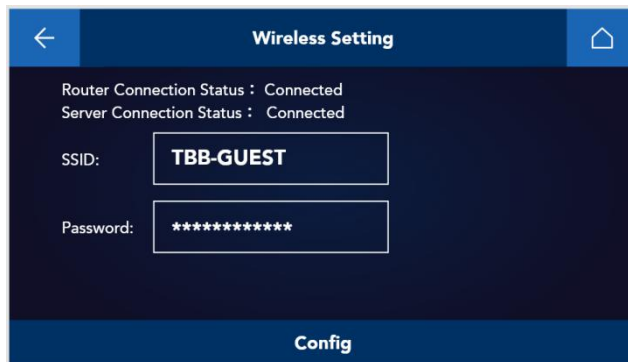 Wireless Setting
Router Connection Status： Connected
Server Connection Status： Connected
SSID: TBB-GUEST
Password: ************
Config